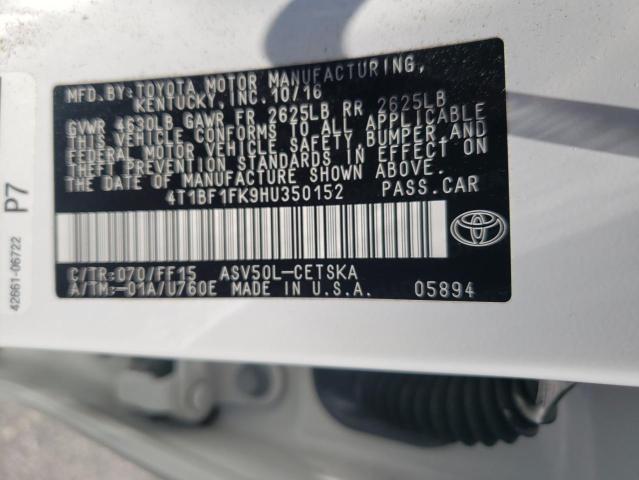 MFD.BY:TOYOTA MOTOR MANUFACTURING,
KENTUCKY,INC.10/16
GVWR 4630LB GAWR FR 2625LB RR 2625LB
THIS VEHICLE CONFORMS TO ALL APPLICABLE
FEDERAL MOTOR VEHICLE SAFETY,BUMPER,AND
THEFT PREVENTION STANDARDS IN EFFECT ON
THE DATE OF MANUFACTURE SHOWN ABOVE.
4T1BF1FK9HU350152 PASS.CAR
C/TR:070/FF15 ASV50L-CETSKA
A/TM:-01A/U760E MADE IN U.S.A. 05894
TOYOTA
P7
42661-06722